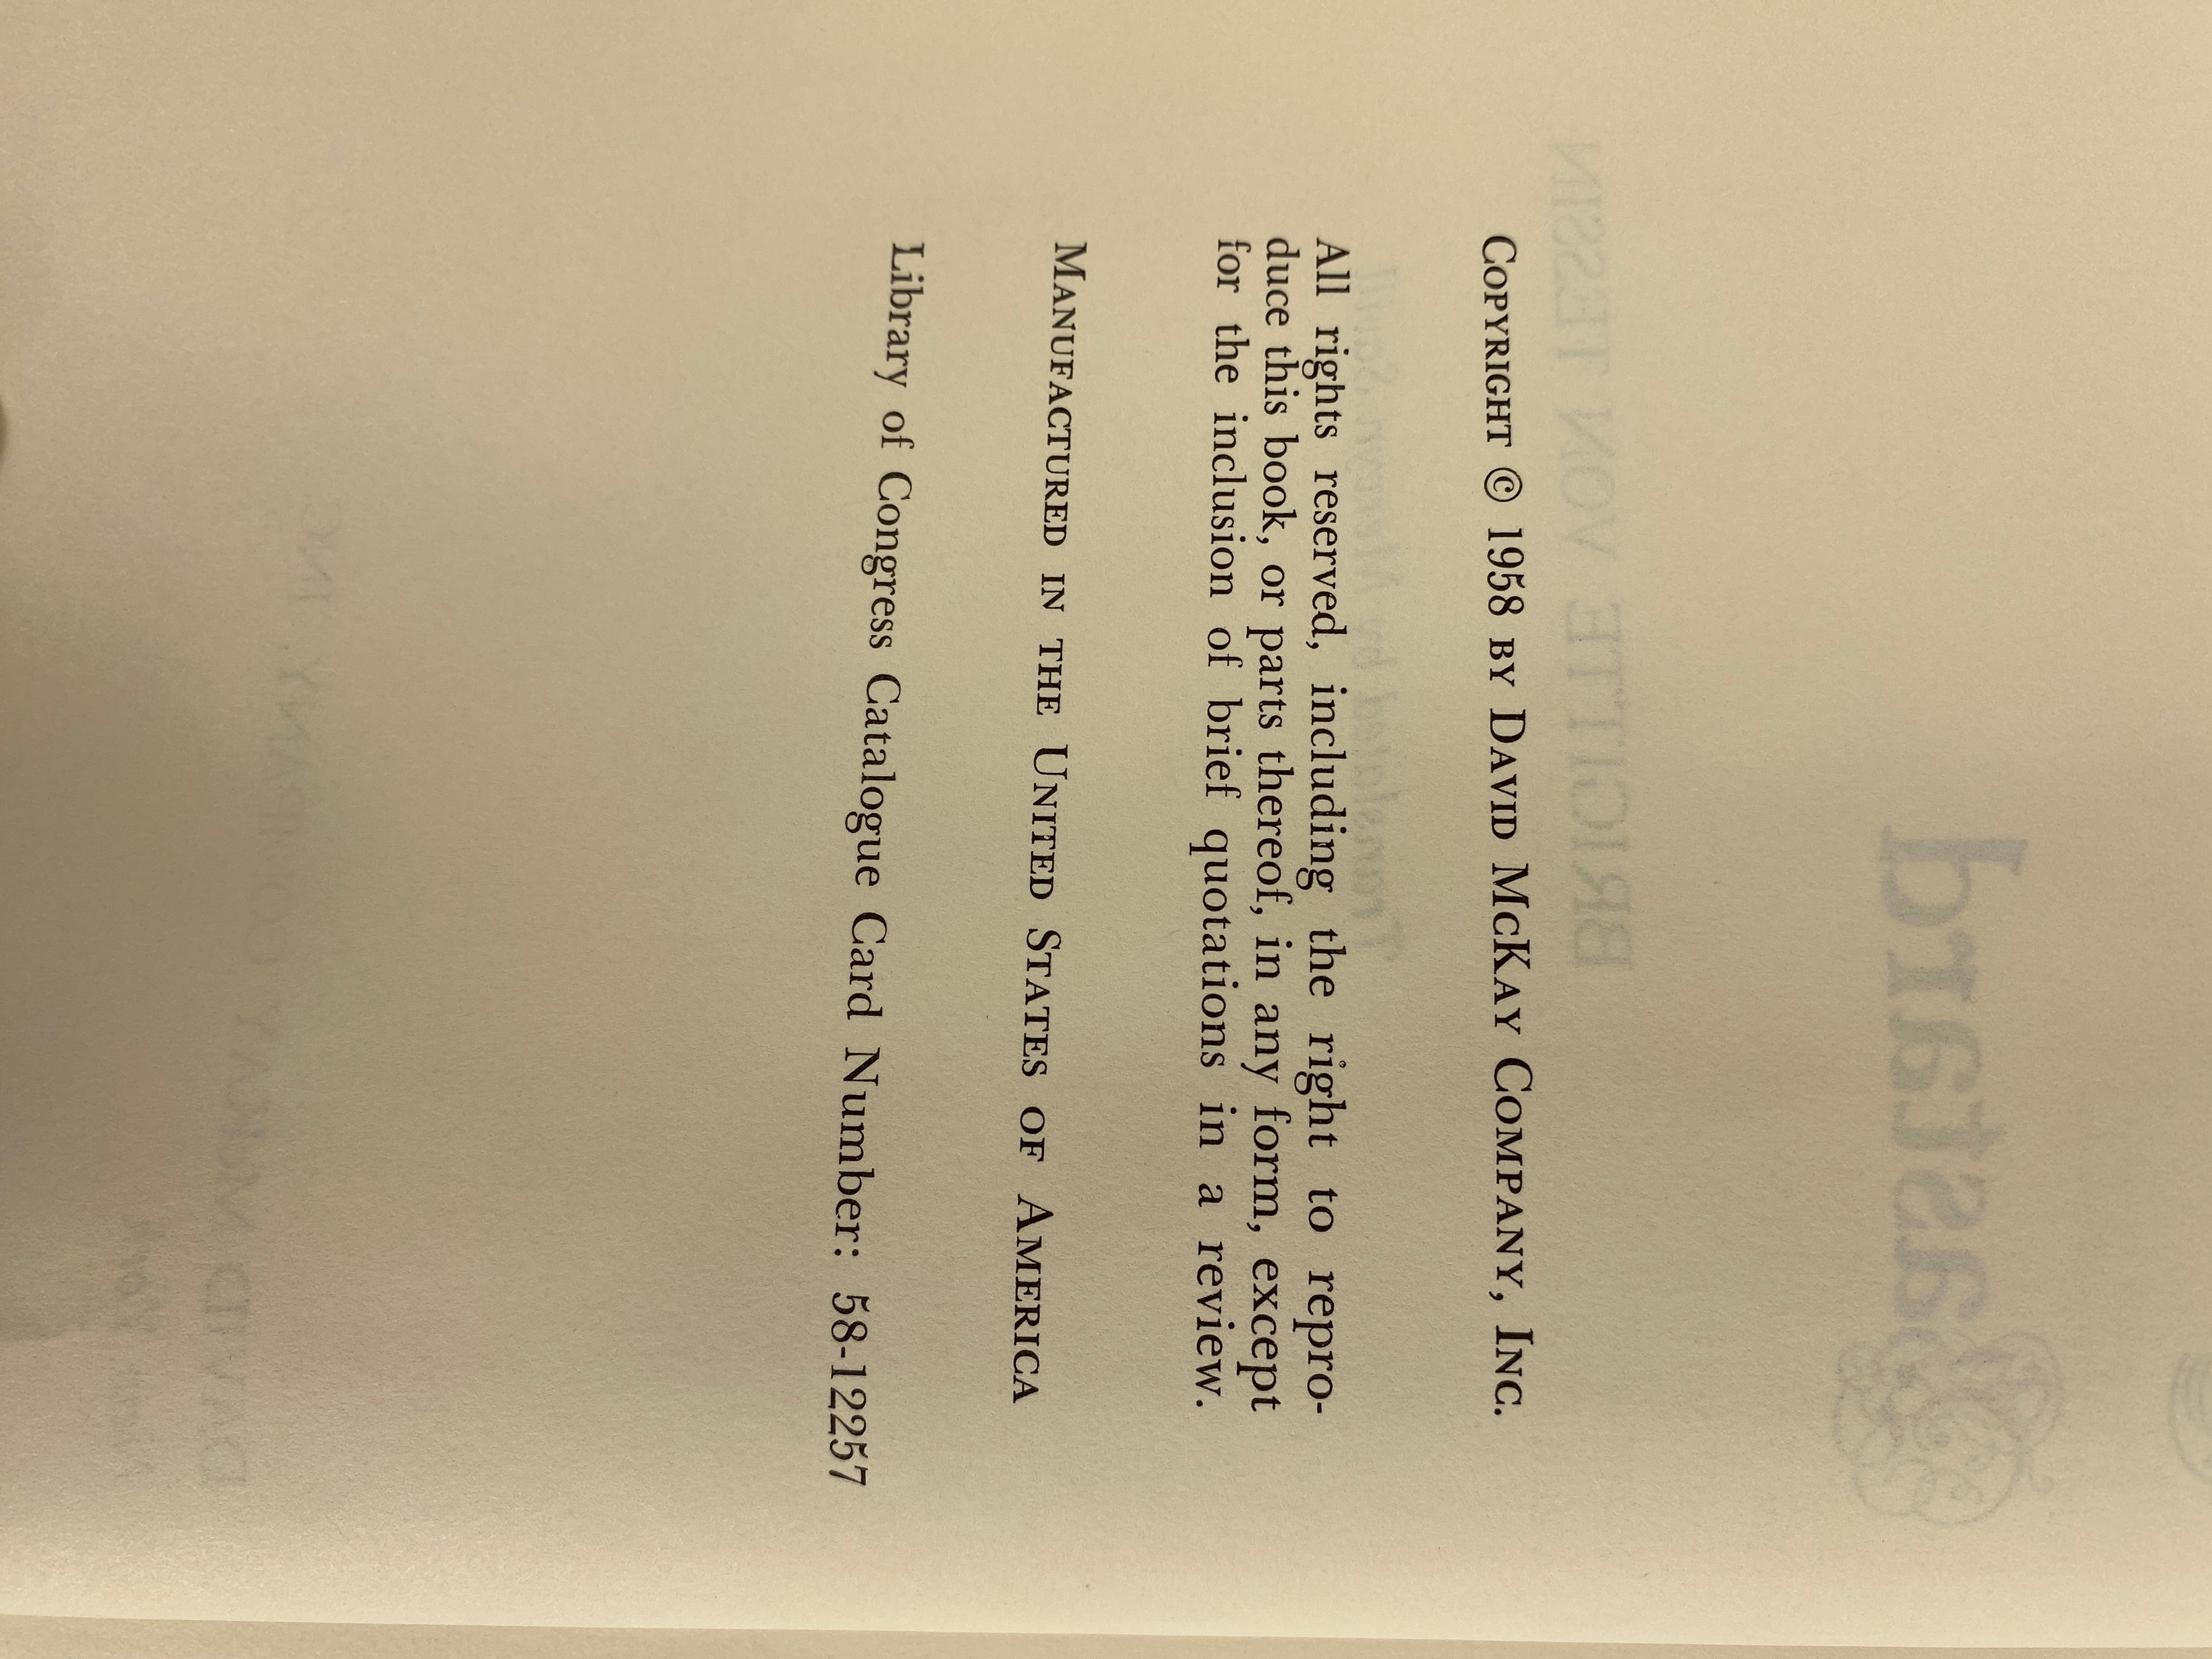 COPYRIGHT © 1958 BY DAVID MCKAY COMPANY, INC.
All rights reserved, including the right to repro-
duce this book, or parts thereof, in any form, except
for the inclusion of brief quotations in a review.
MANUFACTURED IN THE UNITED STATES OF AMERICA
Library of Congress Catalogue Card Number: 58-12257